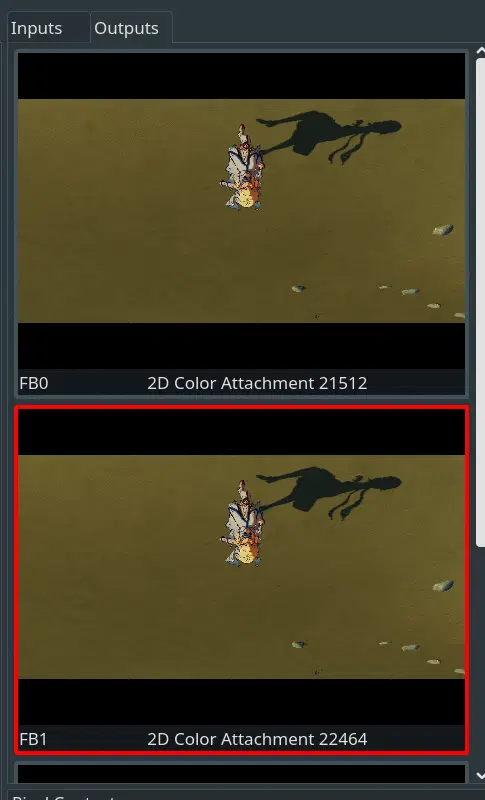 Inputs Outputs
FB0 2D Color Attachment 21512
FB1 2D Color Attachment 22464